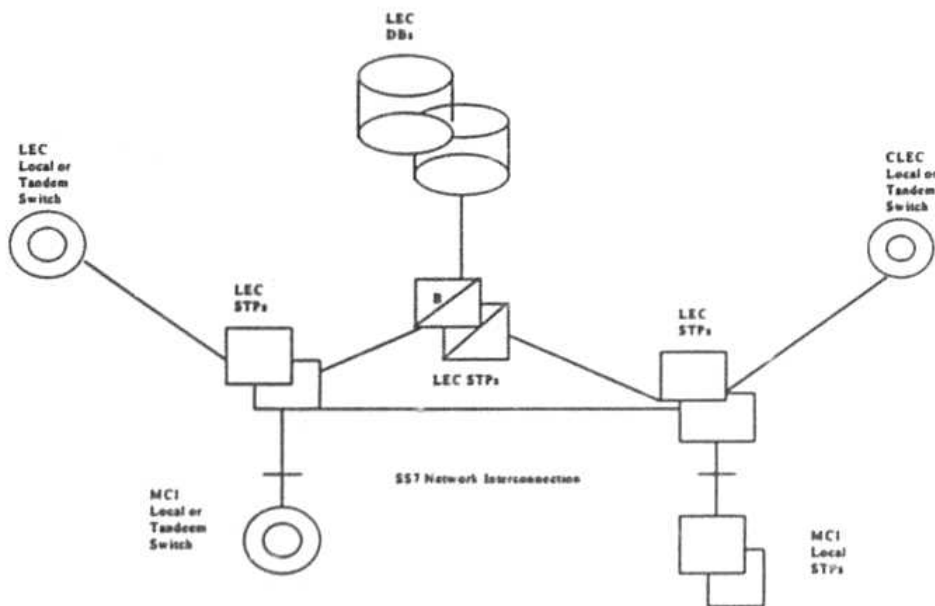 LEC
DBs
LEC
Local or
Tandem
Switch
CLEC
Local or
Tandem
Switch
LEC
STPs
B
LEC
STPs
LEC STPs
SS7 Network Interconnection
MCI
Local or
Tandeem
Switch
MCI
Local
STPs